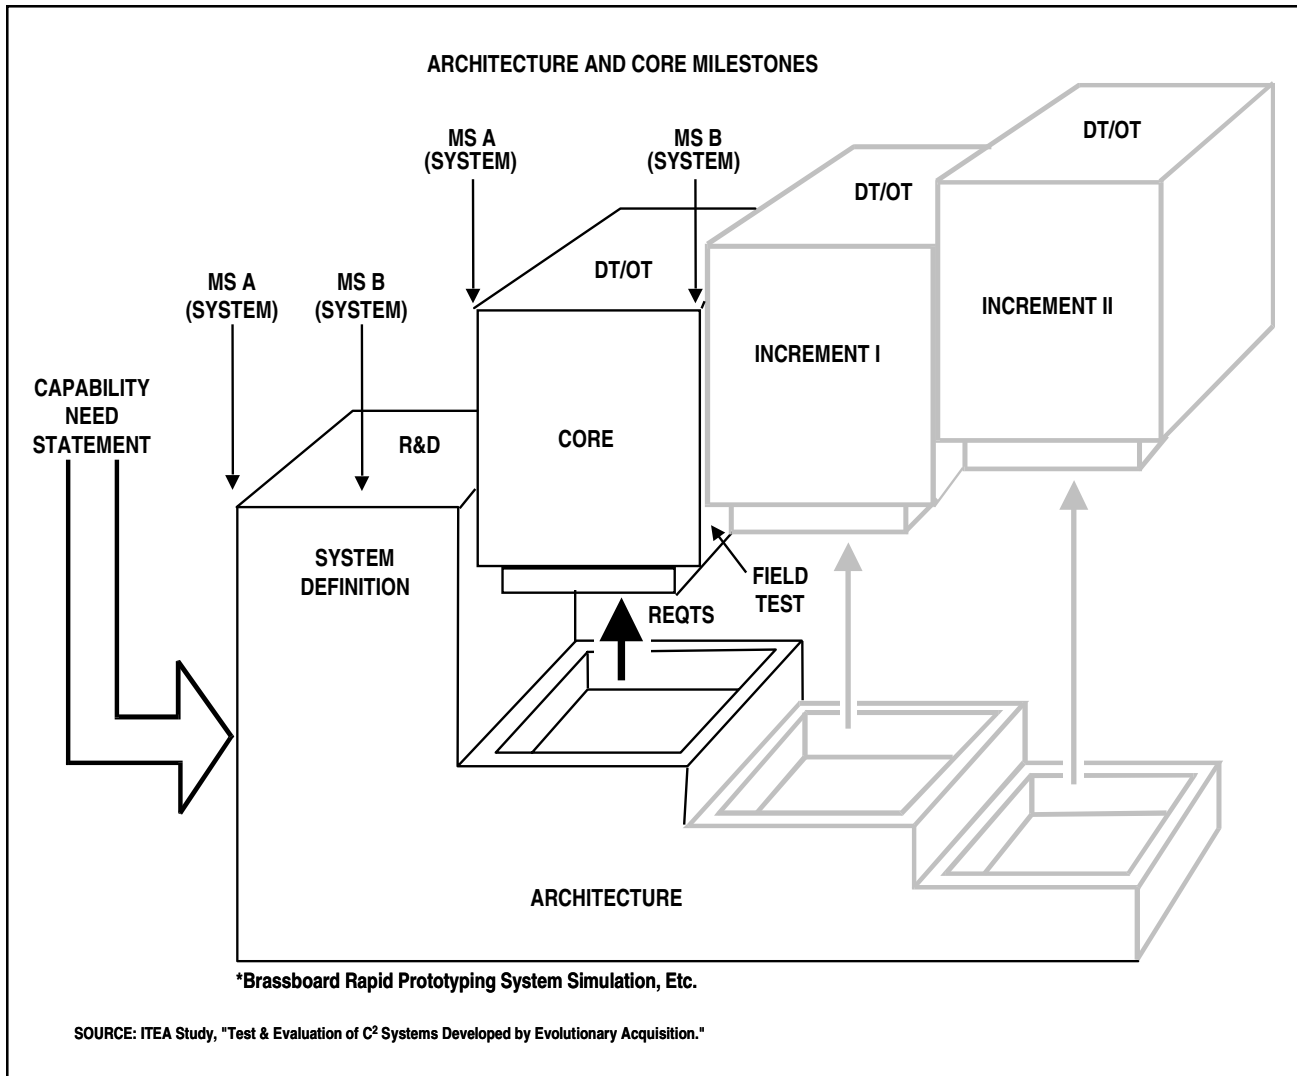 ARCHITECTURE AND CORE MILESTONES
MS A
(SYSTEM)
MS B
(SYSTEM)
DT/OT
DT/OT
DT/OT
MS A
(SYSTEM)
MS B
(SYSTEM)
INCREMENT II
INCREMENT I
CAPABILITY
NEED
STATEMENT
R&D
CORE
SYSTEM
DEFINITION
FIELD
TEST
REQTS
ARCHITECTURE
*Brassboard Rapid Prototyping System Simulation, Etc.
SOURCE: ITEA Study, "Test & Evaluation of C² Systems Developed by Evolutionary Acquisition."